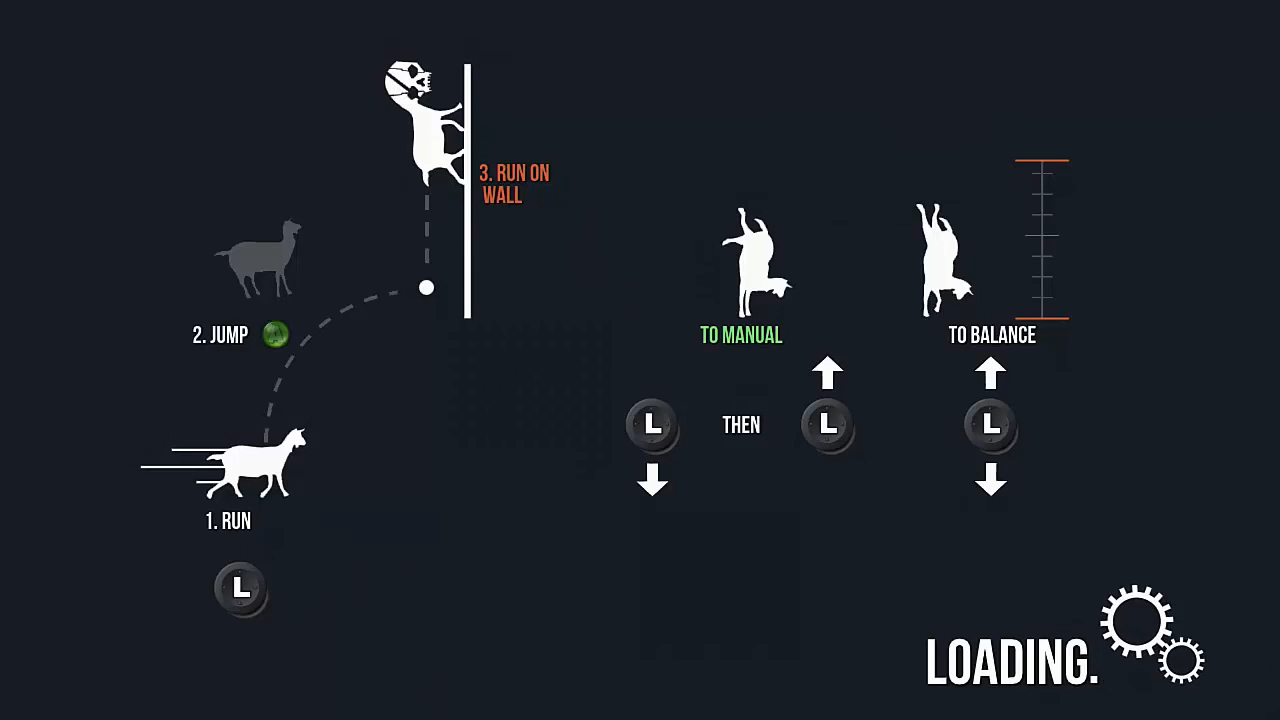 3. RUN ON
WALL
2. JUMP A
TO MANUAL
TO BALANCE
L THEN L
L
1. RUN
L
LOADING.